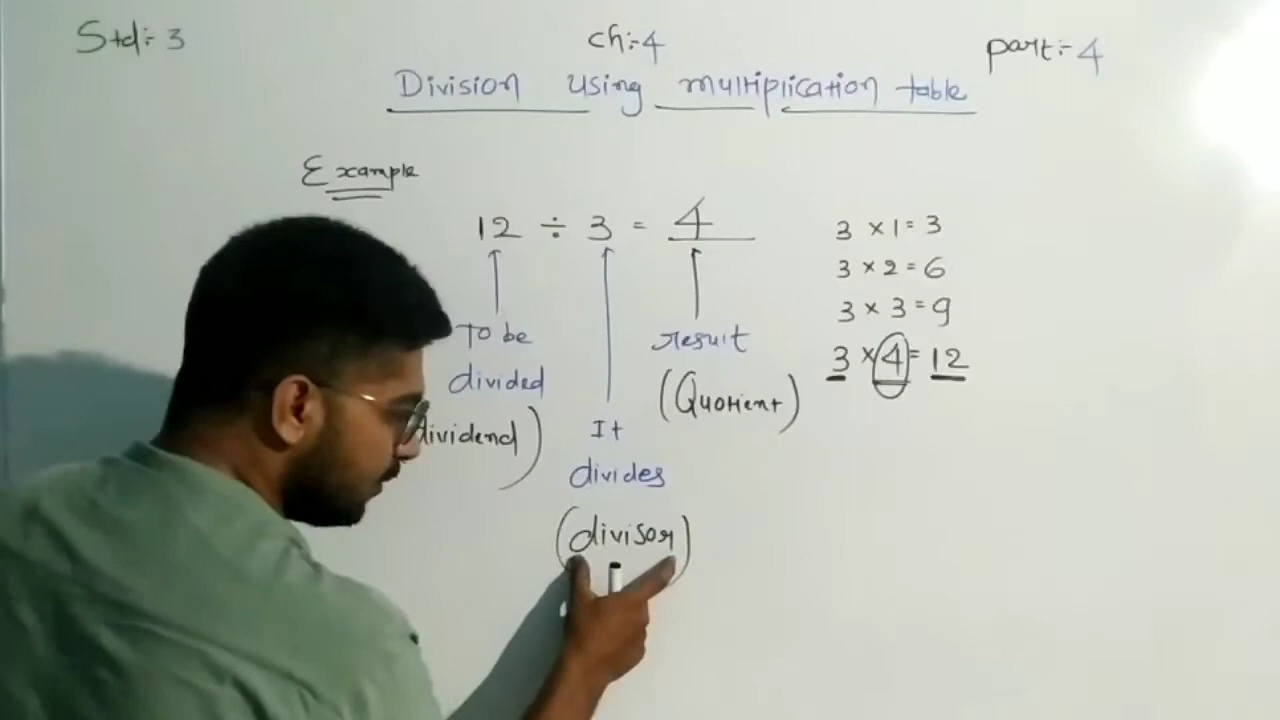 Std:- 3
ch:-4
part:- 4
Division using multiplication table
Example
12 ÷ 3 = 4
3 × 1 = 3
3 × 2 = 6
3 × 3 = 9
3 × 4 = 12
To be
divided
dividend)
It
divides
(divisor)
result
(Quotient)